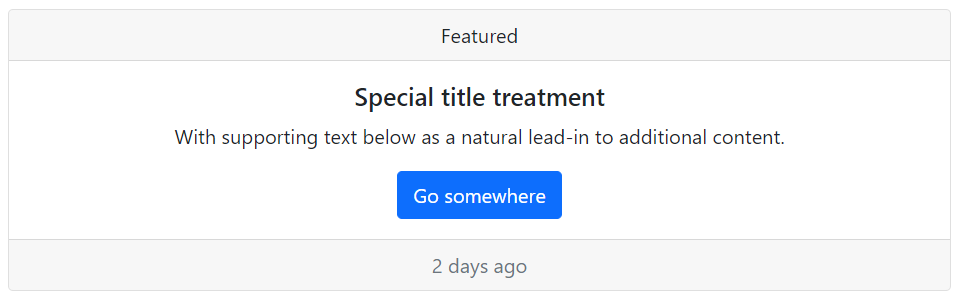 Featured
Special title treatment
With supporting text below as a natural lead-in to additional content.
Go somewhere
2 days ago